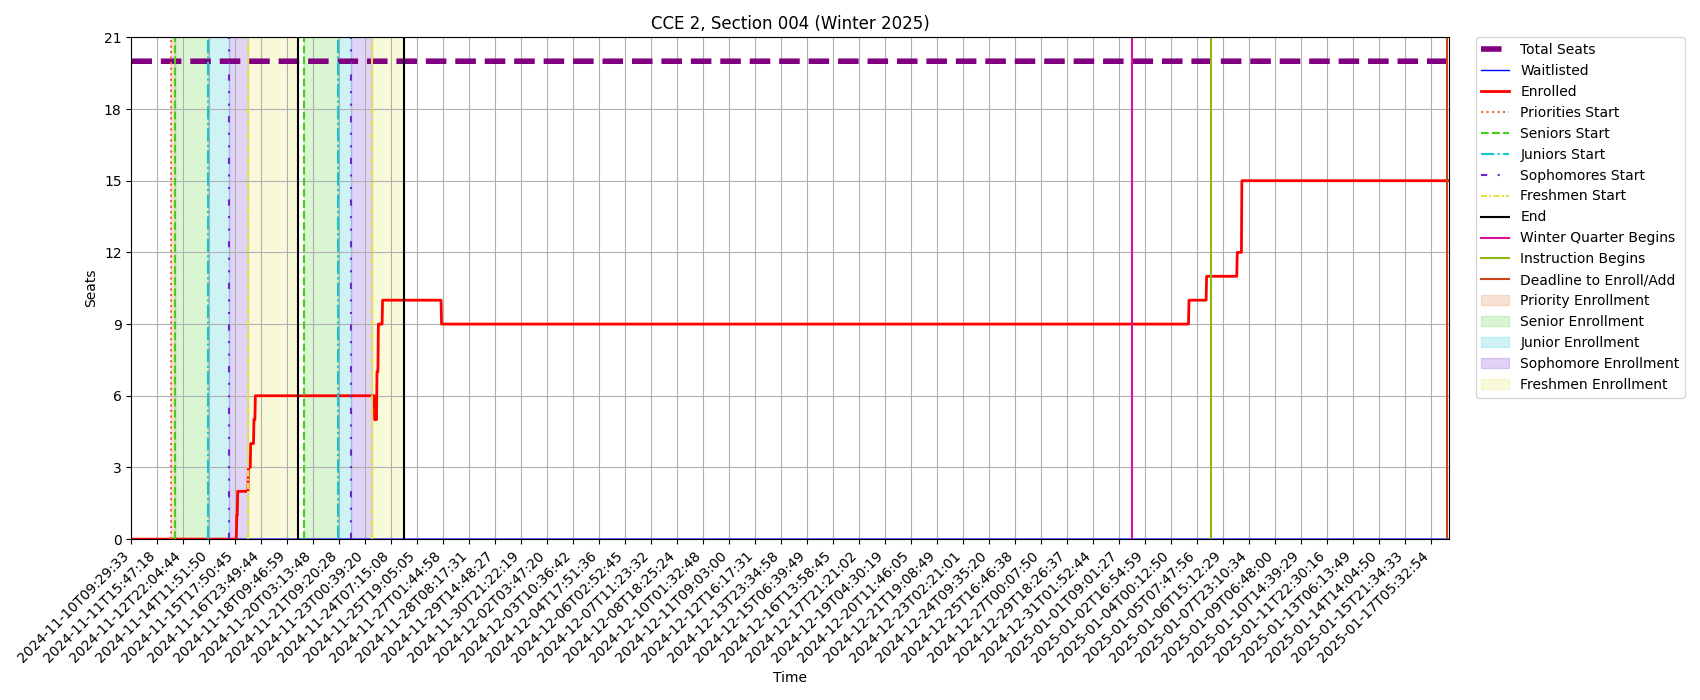 CCE 2, Section 004 (Winter 2025)
Seats
21
18
15
12
9
6
3
0
Total Seats
Waitlisted
Enrolled
Priorities Start
Seniors Start
Juniors Start
Sophomores Start
Freshmen Start
End
Winter Quarter Begins
Instruction Begins
Deadline to Enroll/Add
Priority Enrollment
Senior Enrollment
Junior Enrollment
Sophomore Enrollment
Freshmen Enrollment
2024-11-10T09:29:33
2024-11-11T15:47:18
2024-11-12T22:04:44
2024-11-14T11:51:50
2024-11-15T17:50:45
2024-11-16T23:49:44
2024-11-18T09:46:59
2024-11-20T03:13:48
2024-11-21T09:20:28
2024-11-23T00:39:20
2024-11-24T07:15:08
2024-11-25T19:05:05
2024-11-27T01:44:58
2024-11-28T08:17:31
2024-11-29T14:48:27
2024-11-30T21:22:19
2024-12-02T03:47:20
2024-12-03T10:36:42
2024-12-04T17:51:36
2024-12-06T02:52:45
2024-12-07T11:23:32
2024-12-08T18:25:24
2024-12-10T01:32:48
2024-12-11T09:03:00
2024-12-12T16:17:31
2024-12-13T23:34:58
2024-12-15T06:39:49
2024-12-16T13:58:45
2024-12-17T21:21:02
2024-12-19T04:30:19
2024-12-20T11:46:05
2024-12-21T19:08:49
2024-12-23T02:21:01
2024-12-24T09:35:20
2024-12-25T16:46:38
2024-12-27T00:07:50
2024-12-29T18:26:37
2024-12-31T01:52:44
2025-01-01T09:01:27
2025-01-02T16:54:59
2025-01-04T00:12:50
2025-01-05T07:47:56
2025-01-06T15:12:29
2025-01-07T23:10:34
2025-01-09T06:48:00
2025-01-10T14:39:29
2025-01-11T22:30:16
2025-01-13T06:13:49
2025-01-14T14:04:50
2025-01-15T21:34:33
2025-01-17T05:32:54
Time